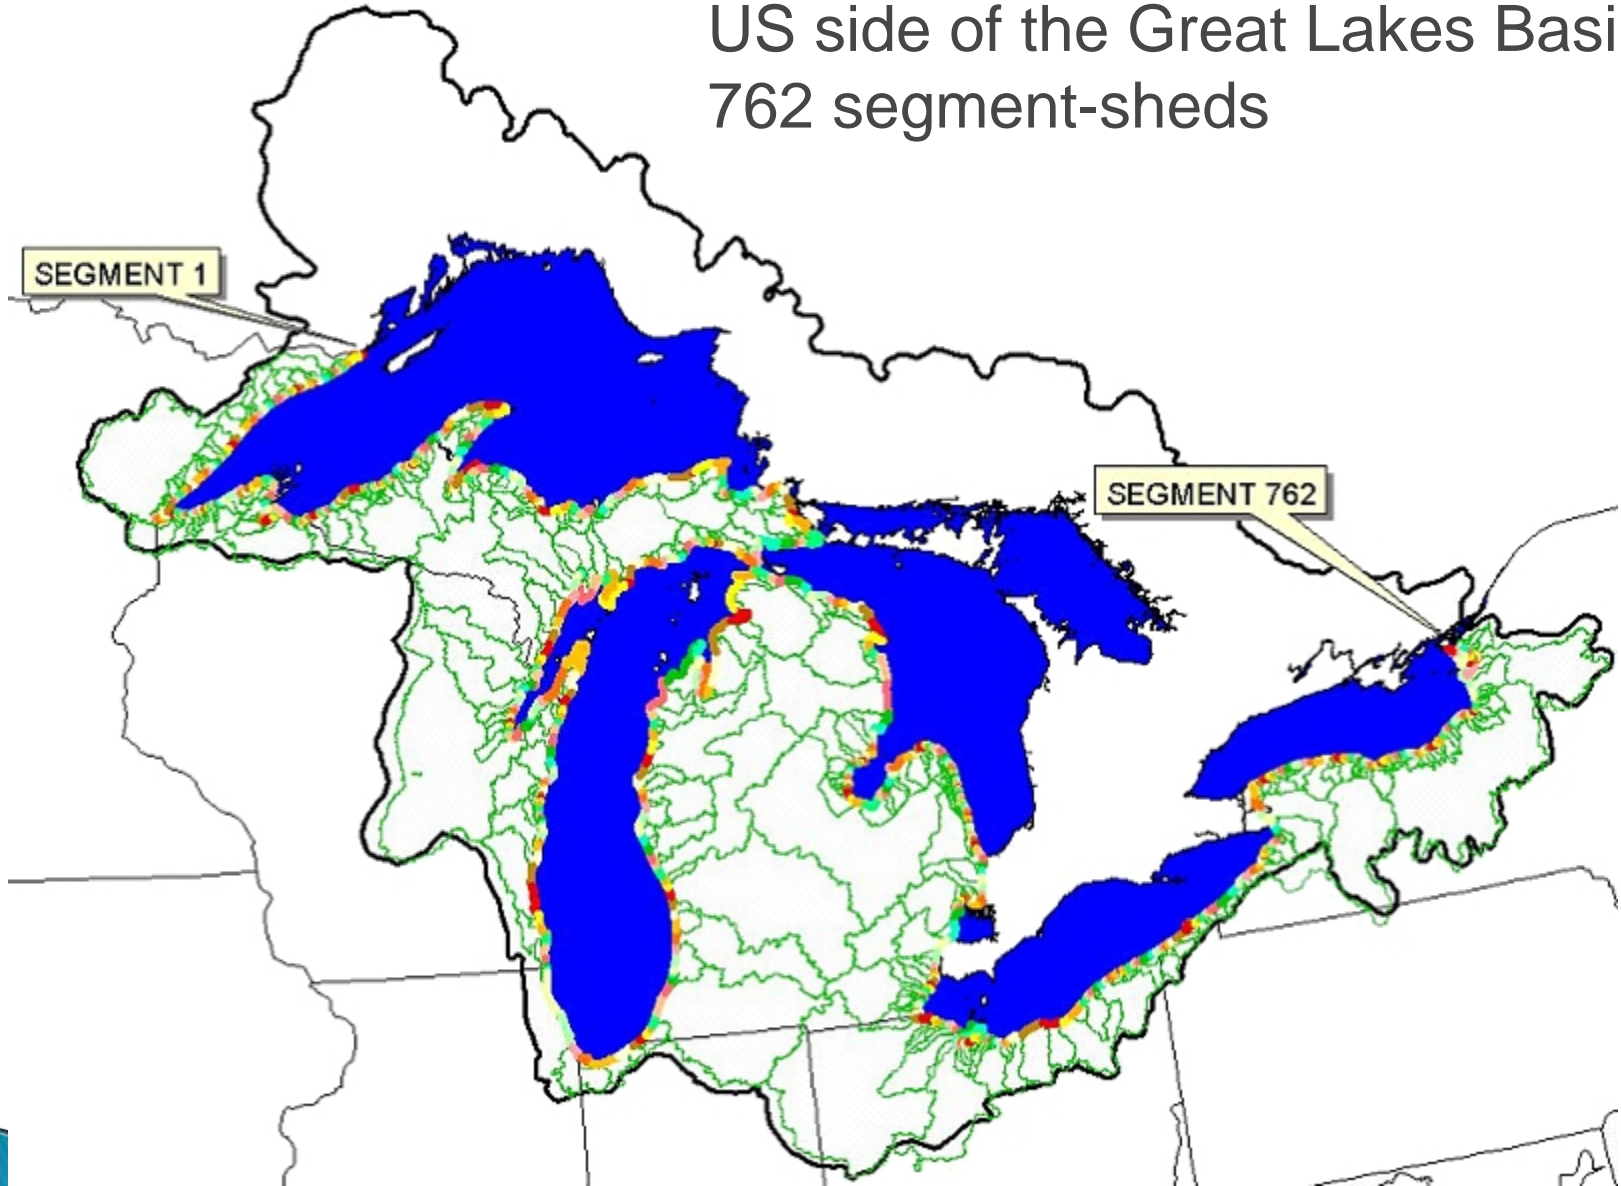 US side of the Great Lakes Basi
762 segment-sheds
SEGMENT 1
SEGMENT 762